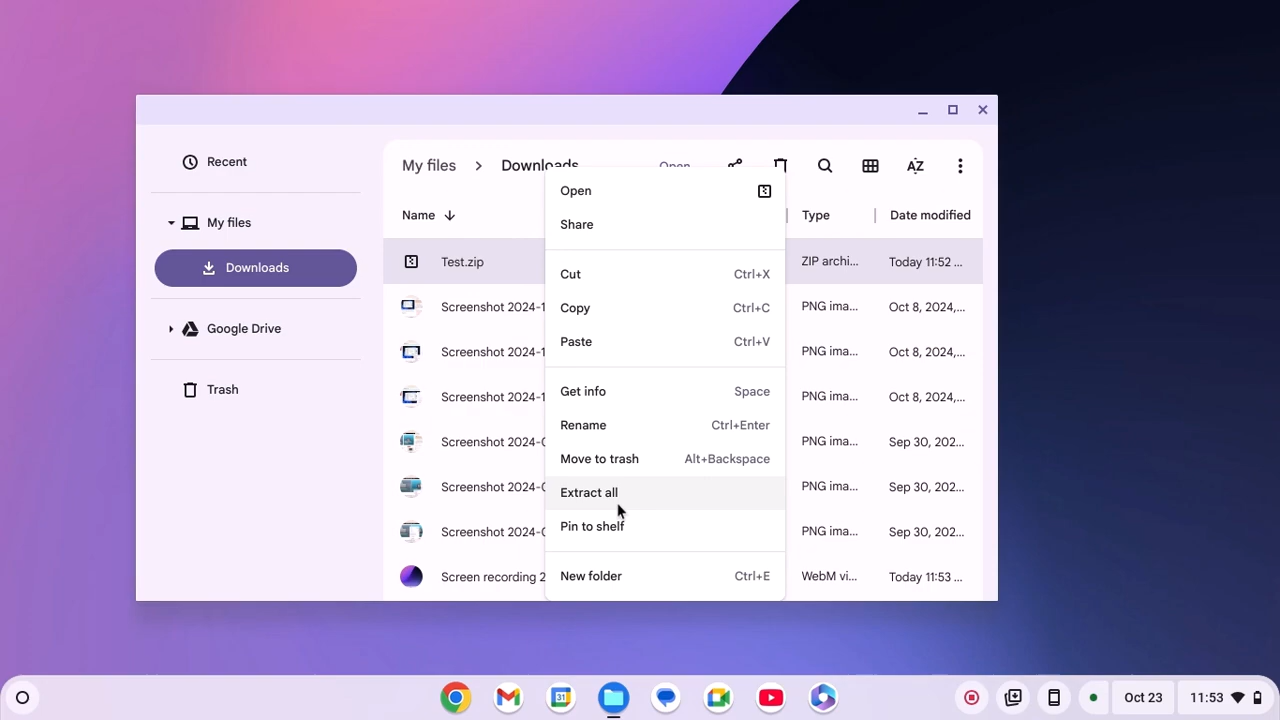 Recent
My files
Downloads
Google Drive
Trash
My files > Downloads
Open
Name
Type
Date modified
Test.zip
ZIP archi...
Today 11:52 ...
Screenshot 2024-1
PNG ima...
Oct 8, 2024,...
Screenshot 2024-1
PNG ima...
Oct 8, 2024,...
Screenshot 2024-1
PNG ima...
Oct 8, 2024,...
Screenshot 2024-0
PNG ima...
Sep 30, 202...
Screenshot 2024-0
PNG ima...
Sep 30, 202...
Screenshot 2024-0
PNG ima...
Sep 30, 202...
Screen recording 2
WebM vi...
Today 11:53 ...
Open
Share
Cut Ctrl+X
Copy Ctrl+C
Paste Ctrl+V
Get info Space
Rename Ctrl+Enter
Move to trash Alt+Backspace
Extract all
Pin to shelf
New folder Ctrl+E
31
Oct 23
11:53